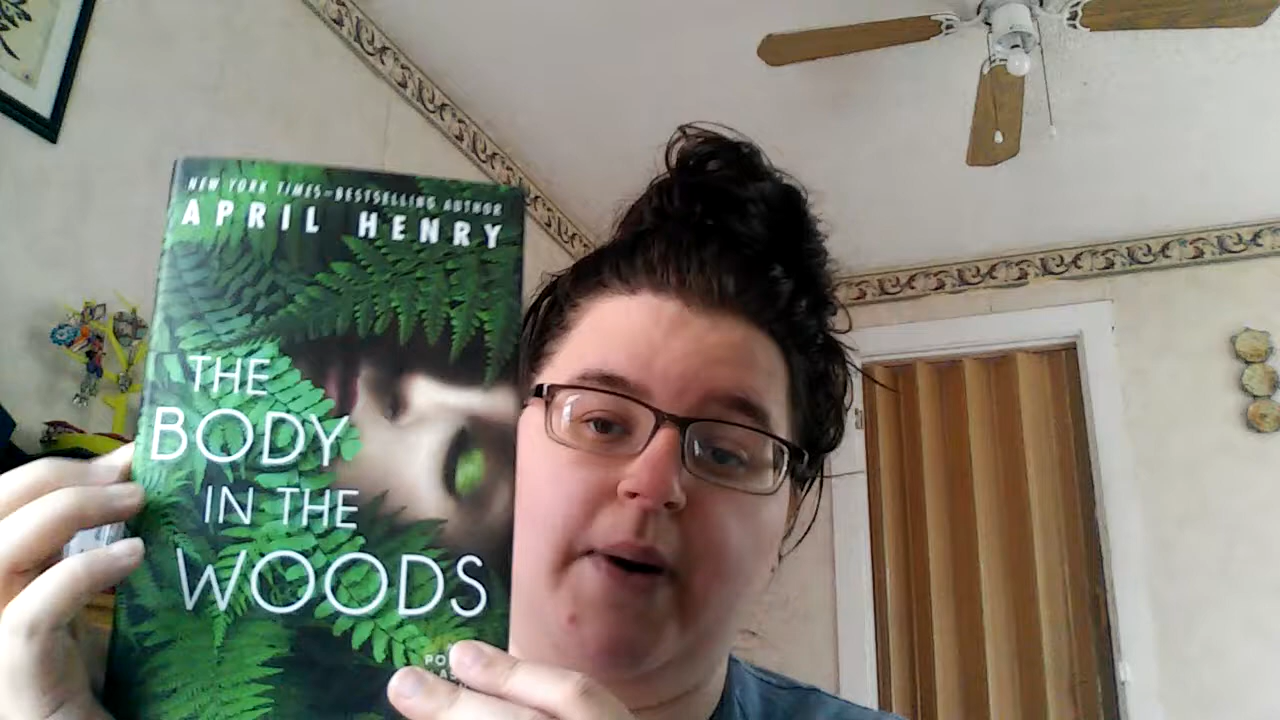 NEW YORK TIMES–BESTSELLING AUTHOR
APRIL HENRY
THE
BODY
IN THE
WOODS